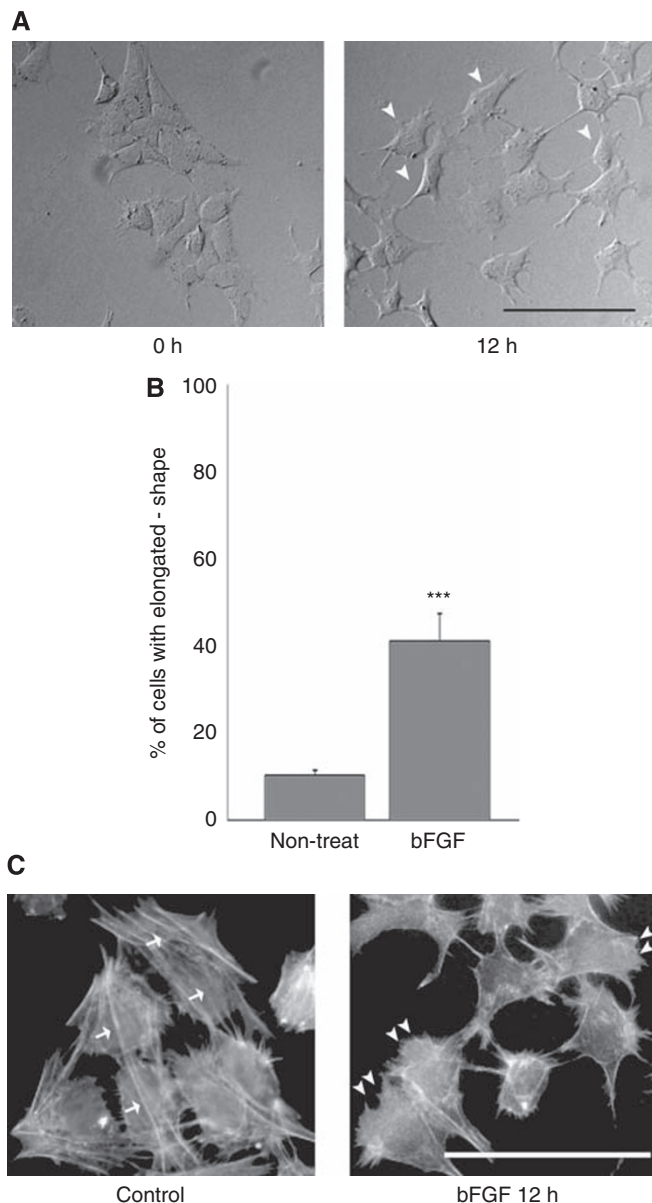 A
0 h
12 h
B
100
80
60
40
20
0
% of cells with elongated - shape
***
Non-treat
bFGF
C
Control
bFGF 12 h